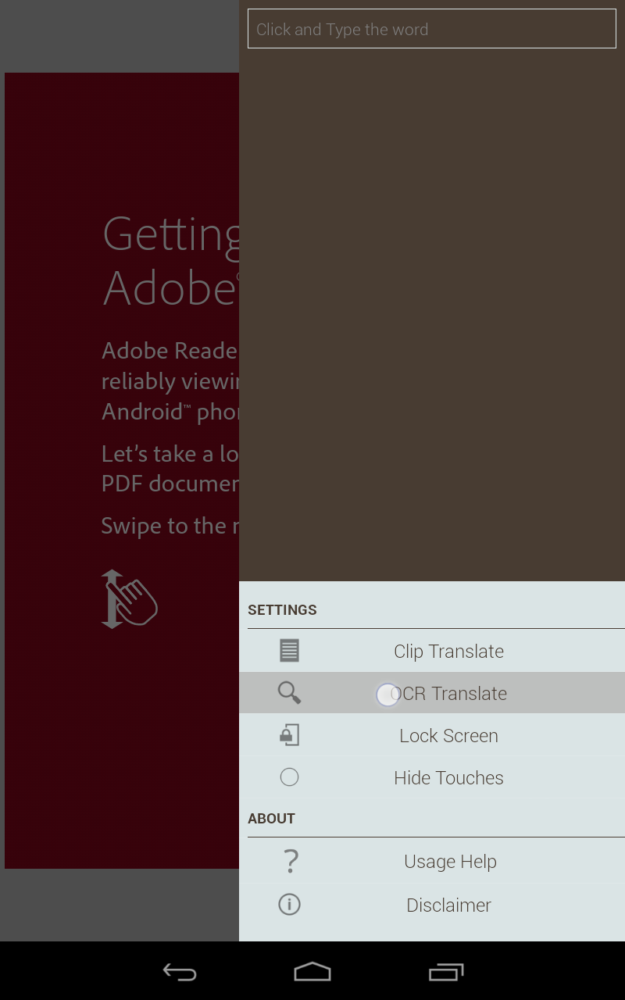 Click and Type the word
Getting
Adobe
Adobe Reade
reliably viewin
Android™ pho
Let's take a lo
PDF documen
Swipe to the r
SETTINGS
Clip Translate
OCR Translate
Lock Screen
Hide Touches
ABOUT
Usage Help
Disclaimer